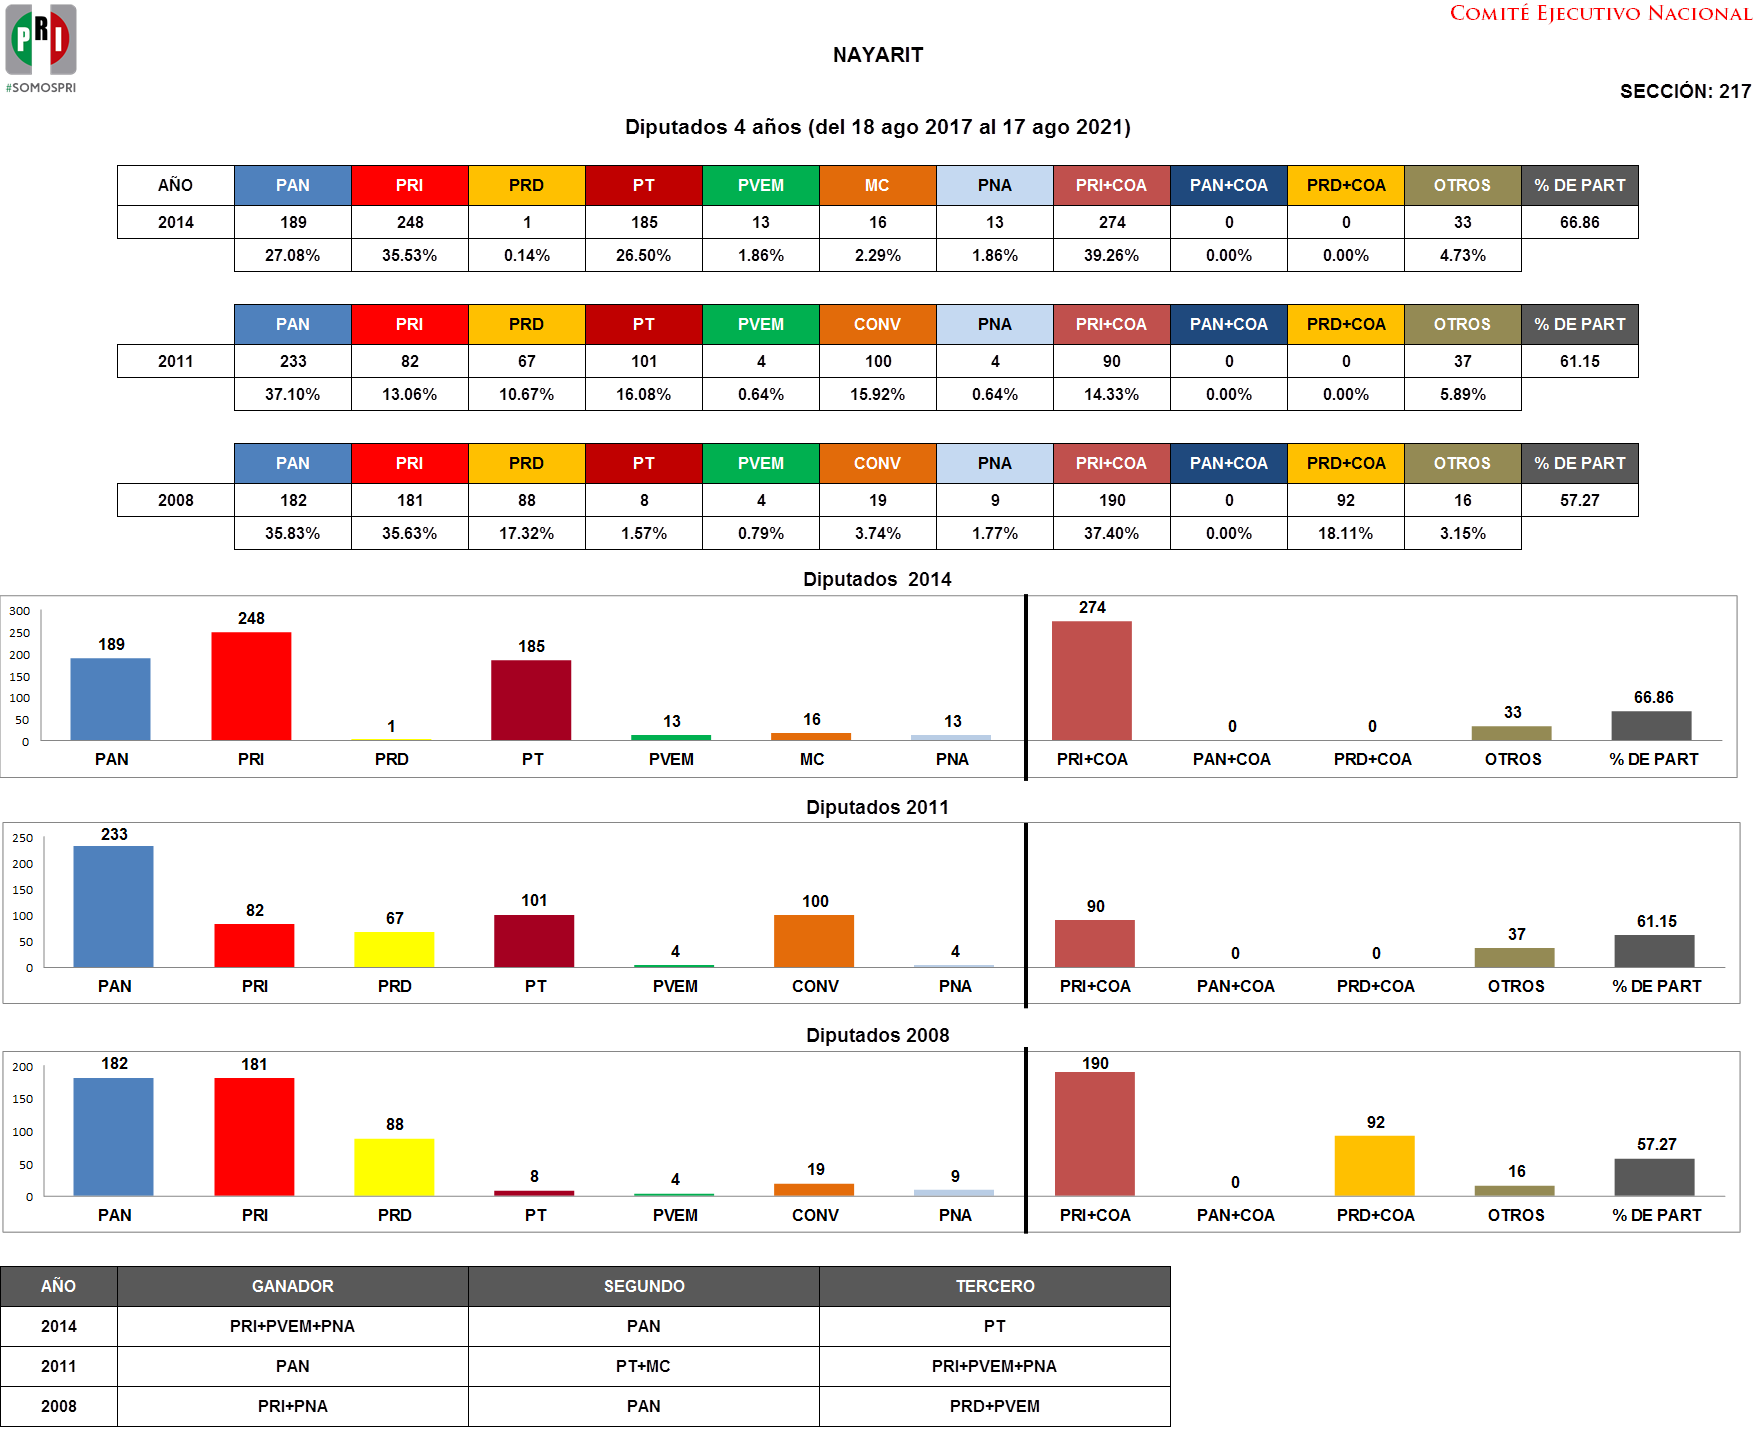 PRI
#SOMOSPRI
COMITÉ EJECUTIVO NACIONAL
NAYARIT
SECCIÓN: 217
Diputados 4 años (del 18 ago 2017 al 17 ago 2021)
AÑO PAN PRI PRD PT PVEM MC PNA PRI+COA PAN+COA PRD+COA OTROS % DE PART
2014 189 248 1 185 13 16 13 274 0 0 33 66.86
27.08% 35.53% 0.14% 26.50% 1.86% 2.29% 1.86% 39.26% 0.00% 0.00% 4.73%
PAN PRI PRD PT PVEM CONV PNA PRI+COA PAN+COA PRD+COA OTROS % DE PART
2011 233 82 67 101 4 100 4 90 0 0 37 61.15
37.10% 13.06% 10.67% 16.08% 0.64% 15.92% 0.64% 14.33% 0.00% 0.00% 5.89%
PAN PRI PRD PT PVEM CONV PNA PRI+COA PAN+COA PRD+COA OTROS % DE PART
2008 182 181 88 8 4 19 9 190 0 92 16 57.27
35.83% 35.63% 17.32% 1.57% 0.79% 3.74% 1.77% 37.40% 0.00% 18.11% 3.15%
Diputados 2014
300
250
200
150
100
50
0
189 248 1 185 13 16 13 274 0 0 33 66.86
PAN PRI PRD PT PVEM MC PNA PRI+COA PAN+COA PRD+COA OTROS % DE PART
Diputados 2011
250
200
150
100
50
0
233 82 67 101 4 100 4 90 0 0 37 61.15
PAN PRI PRD PT PVEM CONV PNA PRI+COA PAN+COA PRD+COA OTROS % DE PART
Diputados 2008
200
150
100
50
0
182 181 88 8 4 19 9 190 0 92 16 57.27
PAN PRI PRD PT PVEM CONV PNA PRI+COA PAN+COA PRD+COA OTROS % DE PART
AÑO GANADOR SEGUNDO TERCERO
2014 PRI+PVEM+PNA PAN PT
2011 PAN PT+MC PRI+PVEM+PNA
2008 PRI+PNA PAN PRD+PVEM